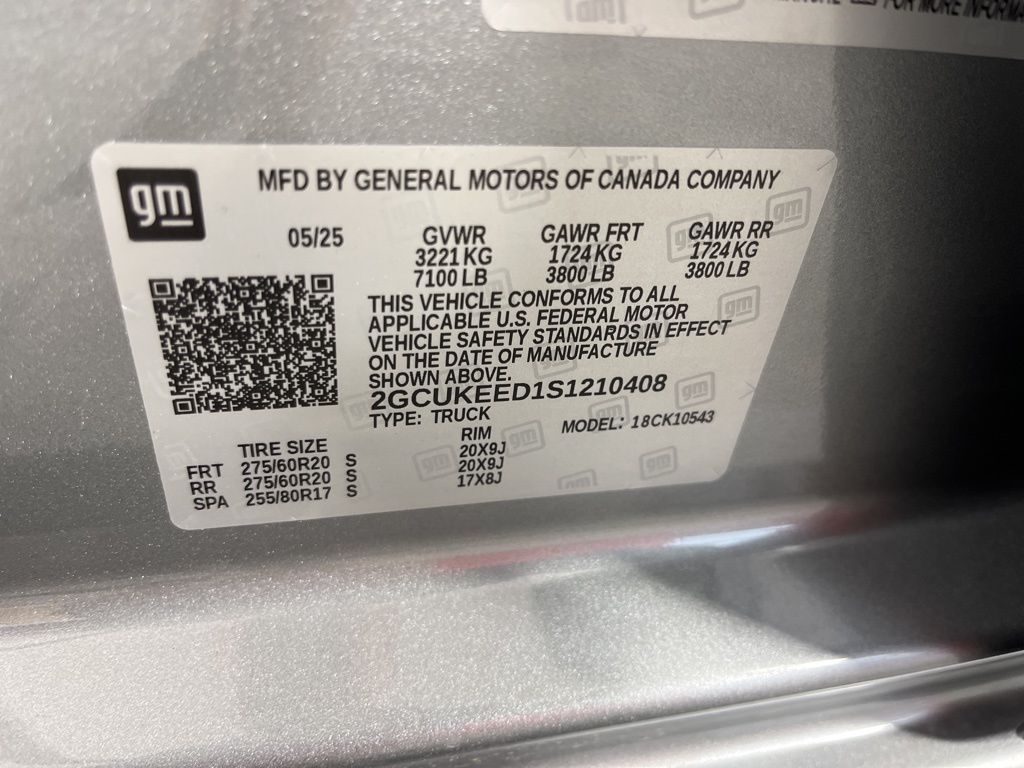 FOR MORE INFORMA
gm
MFD BY GENERAL MOTORS OF CANADA COMPANY
05/25 GVWR GAWR FRT GAWR RR
3221 KG 1724 KG 1724 KG
7100 LB 3800 LB 3800 LB
THIS VEHICLE CONFORMS TO ALL
APPLICABLE U.S. FEDERAL MOTOR
VEHICLE SAFETY STANDARDS IN EFFECT
ON THE DATE OF MANUFACTURE
SHOWN ABOVE.
2GCUKEED1S1210408
TYPE: TRUCK MODEL: 18CK10543
TIRE SIZE RIM
FRT 275/60R20 S 20X9J
RR 275/60R20 S 20X9J
SPA 255/80R17 S 17X8J